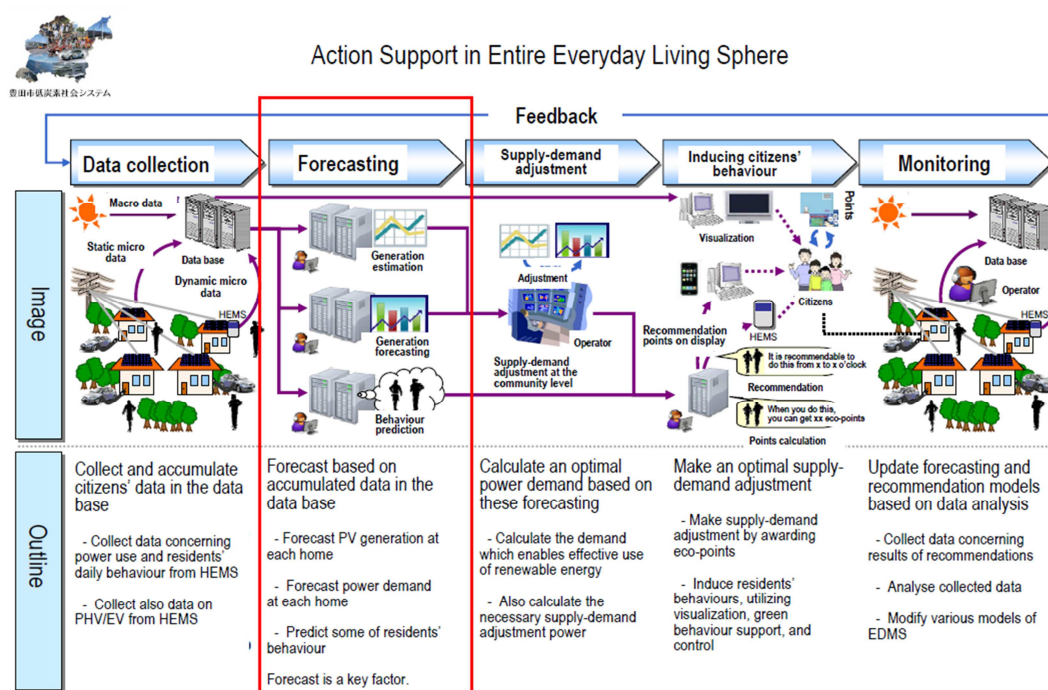 豊田市低炭素社会システム
Action Support in Entire Everyday Living Sphere
Feedback
Data collection
Forecasting
Supply-demand
adjustment
Inducing citizens'
behaviour
Monitoring
Image
Macro data
Static micro
data
Data base
Dynamic micro
data
HEMS
Generation
estimation
Generation
forecasting
Behaviour
prediction
Adjustment
Operator
Supply-demand
adjustment at the
community level
Visualization
Points
Citizens
Recommendation
points on display
HEMS
It is recommendable to
do this from x to x o'clock
Recommendation
When you do this,
you can get xx eco-points
Points calculation
Data base
Operator
HEMS
Outline
Collect and accumulate
citizens' data in the data
base
- Collect data concerning
power use and residents'
daily behaviour from HEMS
- Collect also data on
PHV/EV from HEMS
Forecast based on
accumulated data in the
data base
- Forecast PV generation at
each home
- Forecast power demand
at each home
- Predict some of residents'
behaviour
Forecast is a key factor.
Calculate an optimal
power demand based on
these forecasting
- Calculate the demand
which enables effective use
of renewable energy
- Also calculate the
necessary supply-demand
adjustment power
Make an optimal supply-
demand adjustment
- Make supply-demand
adjustment by awarding
eco-points
- Induce residents'
behaviours, utilizing
visualization, green
behaviour support, and
control
Update forecasting and
recommendation models
based on data analysis
- Collect data concerning
results of recommendations
- Analyse collected data
- Modify various models of
EDMS